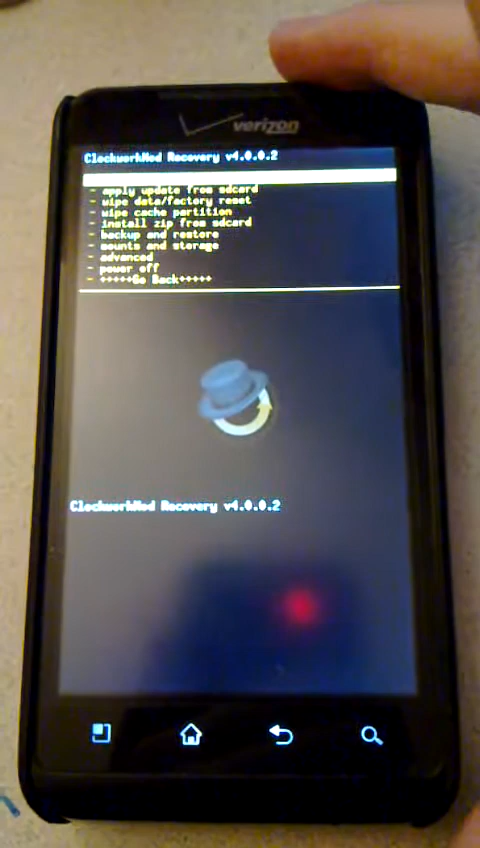 verizon
ClockworkMod Recovery v4.0.0.2
- apply update from sdcard
- wipe data/factory reset
- wipe cache partition
- install zip from sdcard
- backup and restore
- mounts and storage
- advanced
- power off
- +++++Go Back+++++
ClockworkMod Recovery v4.0.0.2